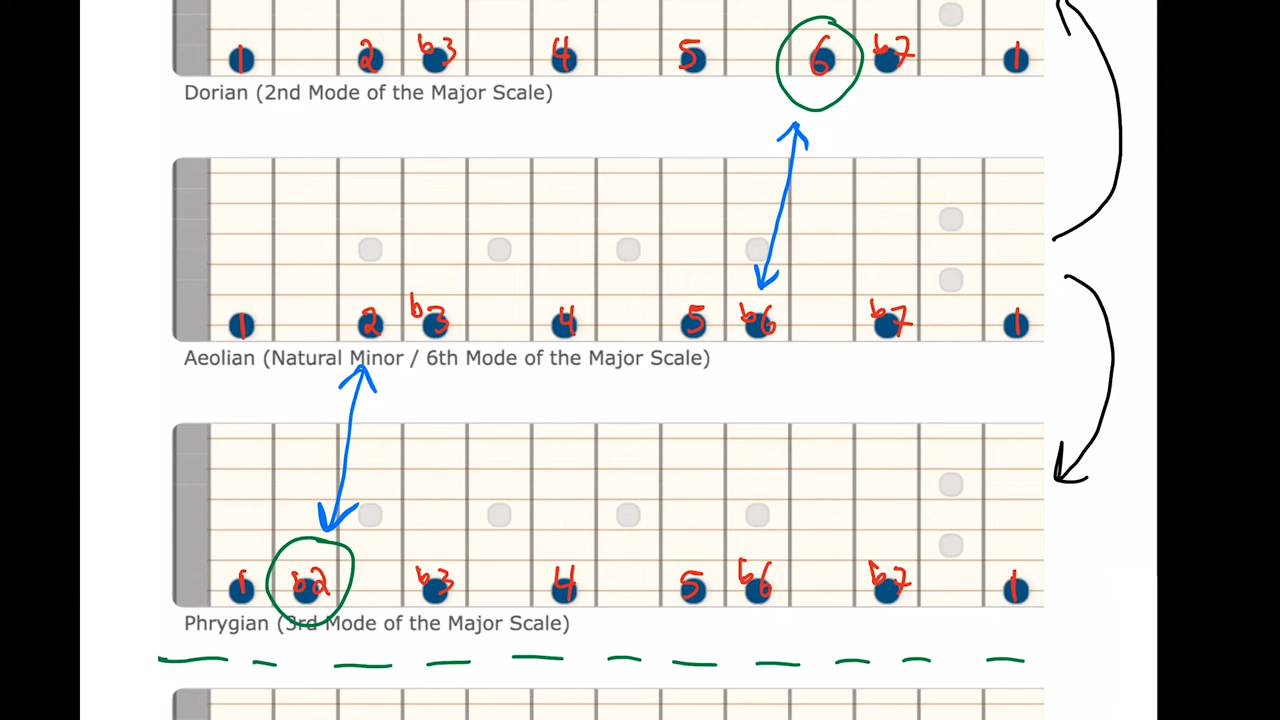 1 2 b3 4 5 6 b7 1
Dorian (2nd Mode of the Major Scale)
1 2 b3 4 5 b6 b7 1
Aeolian (Natural Minor / 6th Mode of the Major Scale)
1 b2 b3 4 5 b6 b7 1
Phrygian (3rd Mode of the Major Scale)